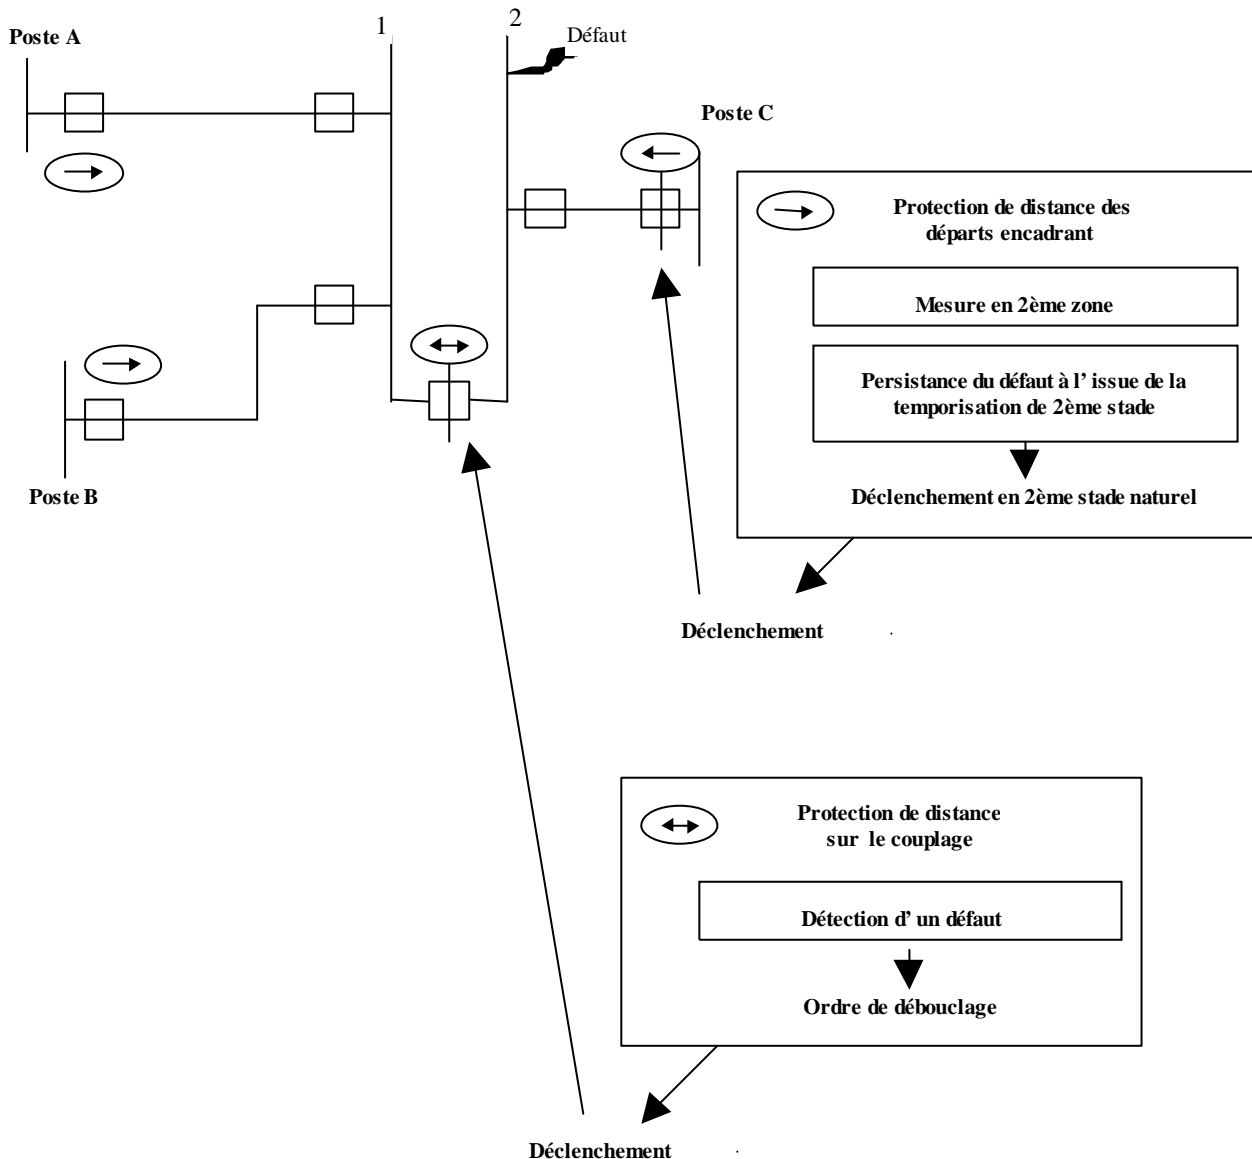 Poste A
1
2
Défaut
Poste C
Protection de distance des
départs encadrant
Mesure en 2ème zone
Persistance du défaut à l' issue de la
temporisation de 2ème stade
Déclenchement en 2ème stade naturel
Poste B
Déclenchement .
Protection de distance
sur le couplage
Détection d' un défaut
Ordre de débouclage
Déclenchement .